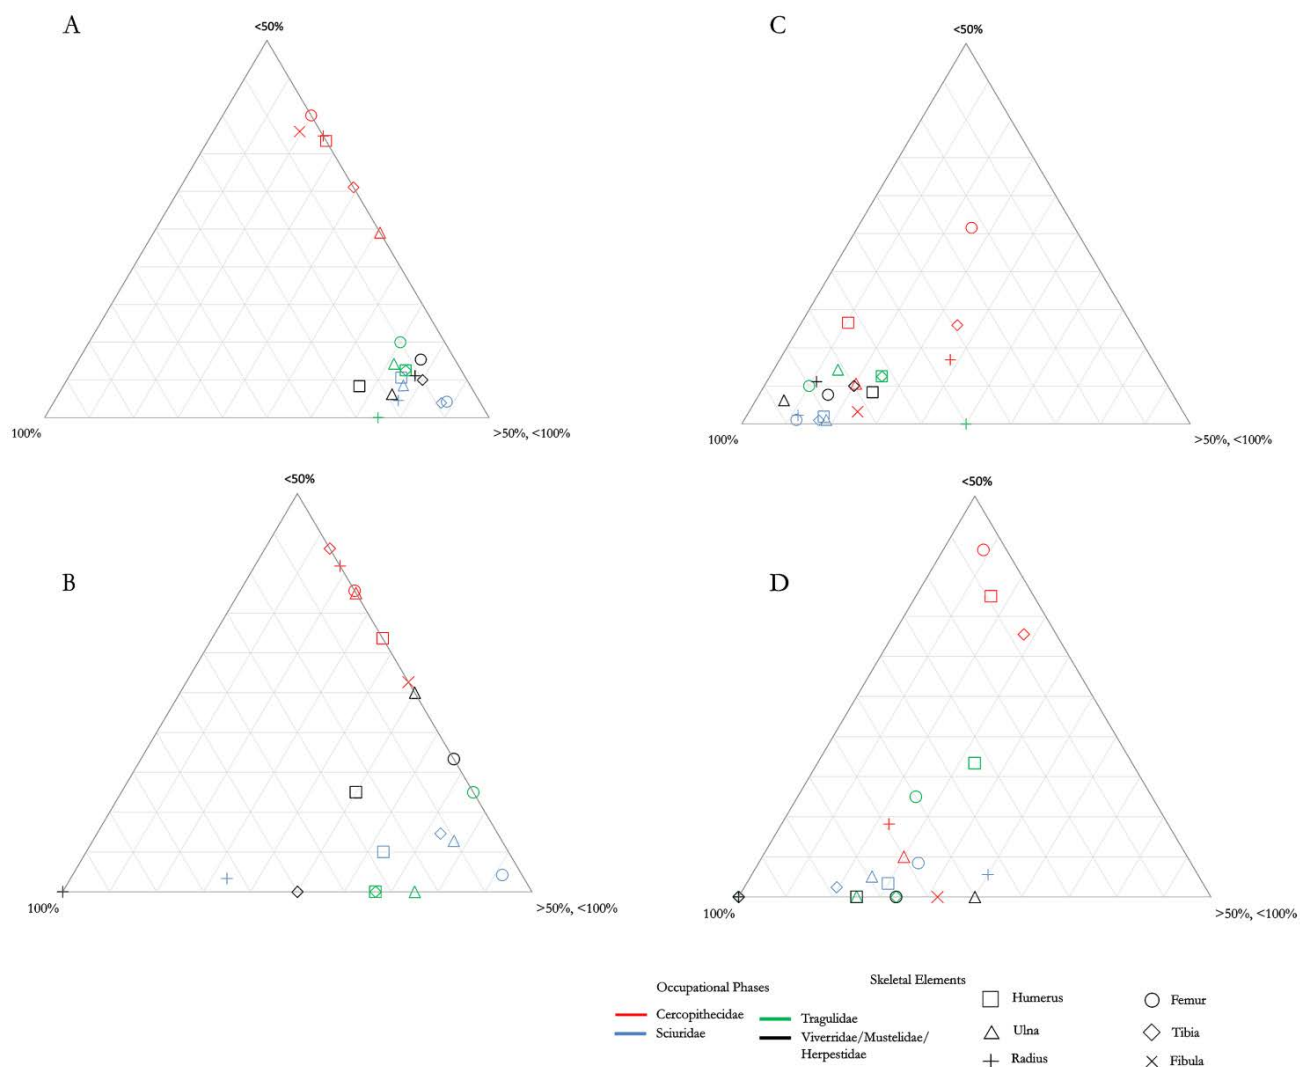 A
<50%
100%
>50%, <100%
C
<50%
100%
>50%, <100%
B
<50%
100%
>50%, <100%
D
<50%
100%
>50%, <100%
Occupational Phases
Cercopithecidae
Sciuridae
Tragulidae
Viverridae/Mustelidae/
Herpestidae
Skeletal Elements
Humerus
Ulna
Radius
Femur
Tibia
Fibula